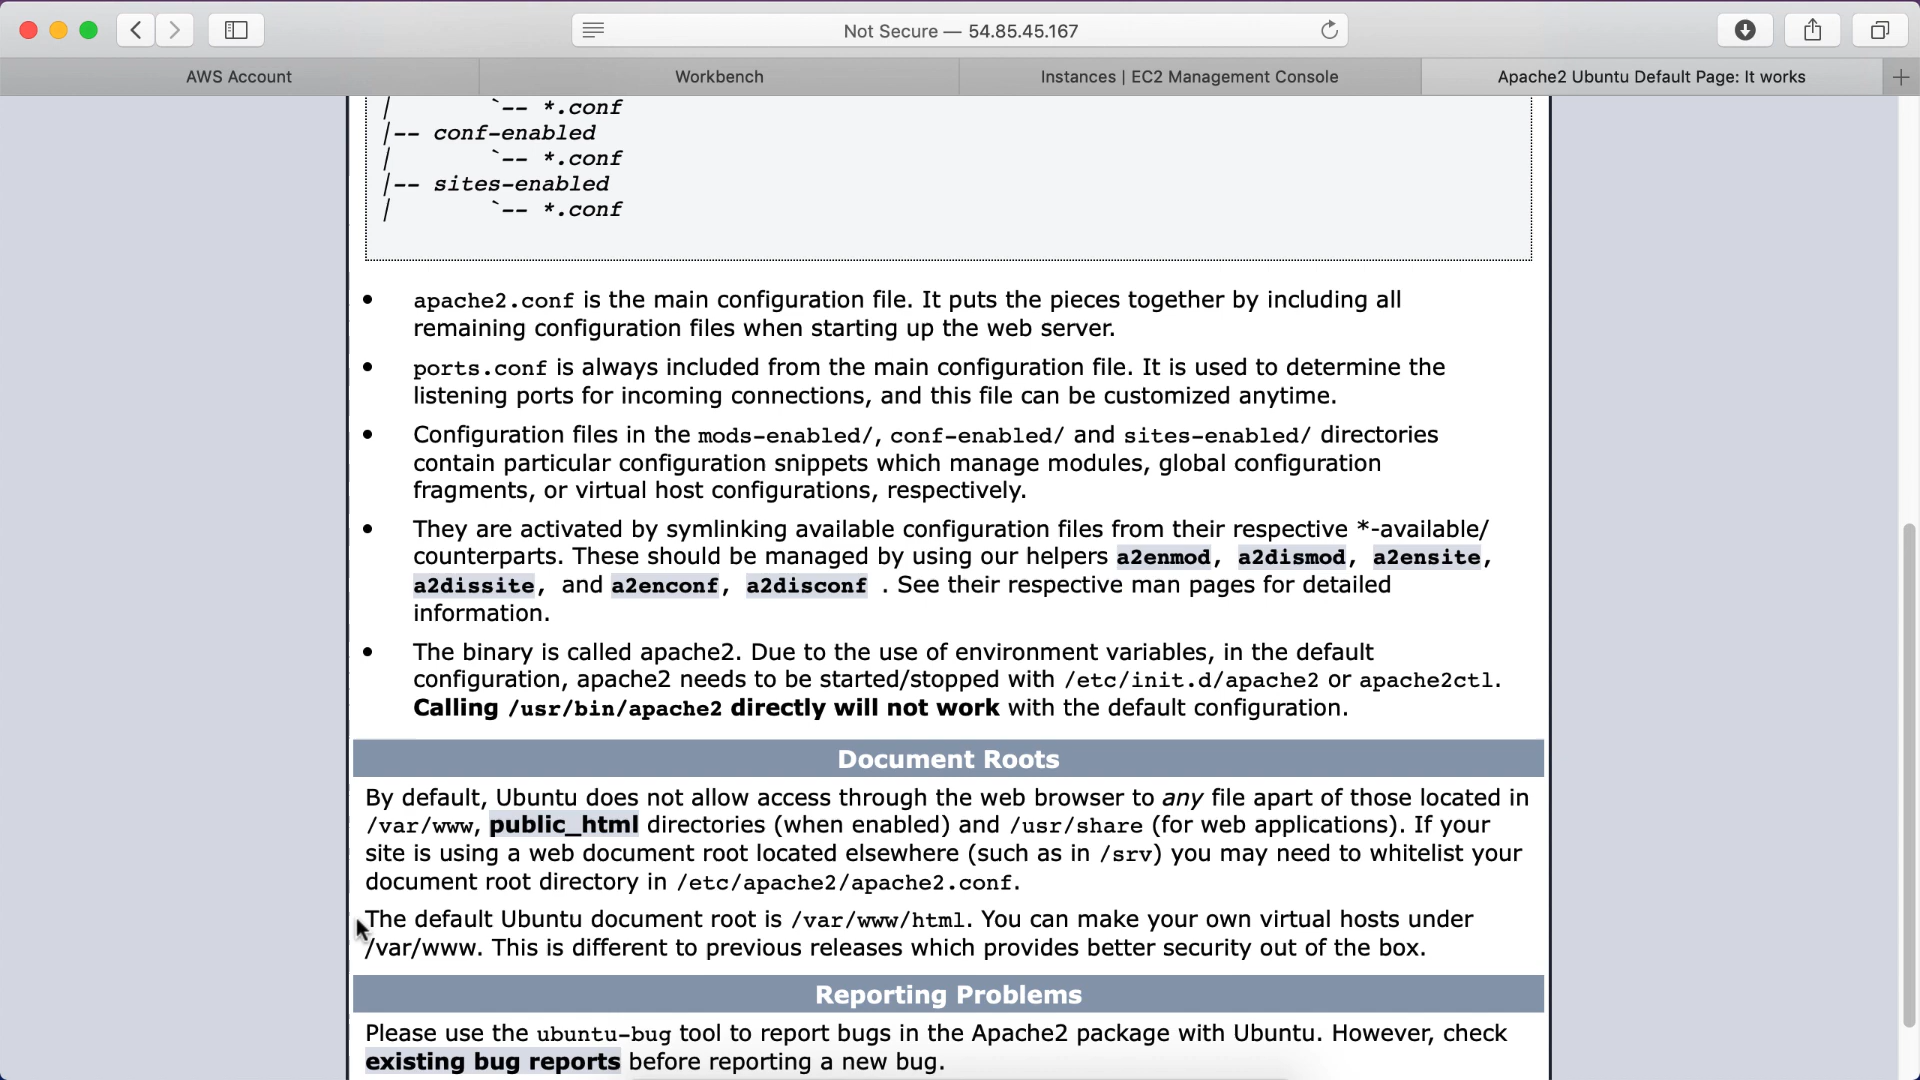 Not Secure — 54.85.45.167
AWS Account
Workbench
Instances | EC2 Management Console
Apache2 Ubuntu Default Page: It works
|       `-- *.conf
|-- conf-enabled
|       `-- *.conf
|-- sites-enabled
|       `-- *.conf
• apache2.conf is the main configuration file. It puts the pieces together by including all
remaining configuration files when starting up the web server.
• ports.conf is always included from the main configuration file. It is used to determine the
listening ports for incoming connections, and this file can be customized anytime.
• Configuration files in the mods-enabled/, conf-enabled/ and sites-enabled/ directories
contain particular configuration snippets which manage modules, global configuration
fragments, or virtual host configurations, respectively.
• They are activated by symlinking available configuration files from their respective *-available/
counterparts. These should be managed by using our helpers a2enmod, a2dismod, a2ensite,
a2dissite, and a2enconf, a2disconf . See their respective man pages for detailed
information.
• The binary is called apache2. Due to the use of environment variables, in the default
configuration, apache2 needs to be started/stopped with /etc/init.d/apache2 or apache2ctl.
Calling /usr/bin/apache2 directly will not work with the default configuration.
Document Roots
By default, Ubuntu does not allow access through the web browser to any file apart of those located in
/var/www, public_html directories (when enabled) and /usr/share (for web applications). If your
site is using a web document root located elsewhere (such as in /srv) you may need to whitelist your
document root directory in /etc/apache2/apache2.conf.
The default Ubuntu document root is /var/www/html. You can make your own virtual hosts under
/var/www. This is different to previous releases which provides better security out of the box.
Reporting Problems
Please use the ubuntu-bug tool to report bugs in the Apache2 package with Ubuntu. However, check
existing bug reports before reporting a new bug.